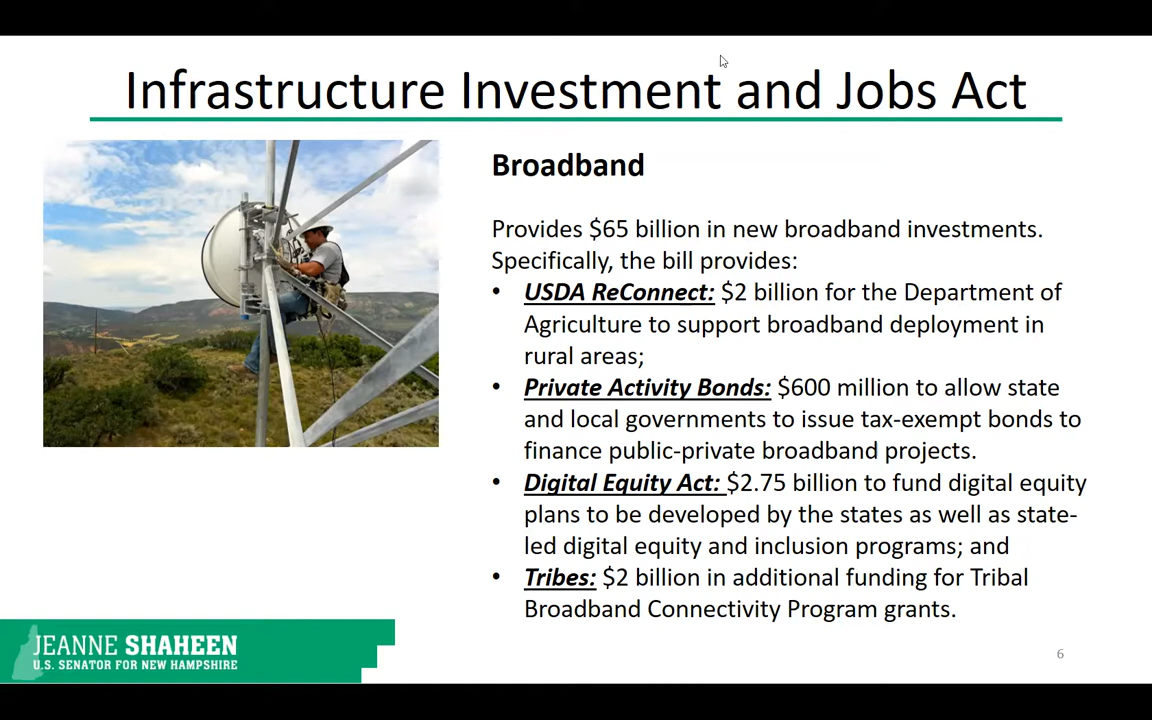 Infrastructure Investment and Jobs Act
Broadband
Provides $65 billion in new broadband investments.
Specifically, the bill provides:
• USDA ReConnect: $2 billion for the Department of
Agriculture to support broadband deployment in
rural areas;
• Private Activity Bonds: $600 million to allow state
and local governments to issue tax-exempt bonds to
finance public-private broadband projects.
• Digital Equity Act: $2.75 billion to fund digital equity
plans to be developed by the states as well as state-
led digital equity and inclusion programs; and
• Tribes: $2 billion in additional funding for Tribal
Broadband Connectivity Program grants.
JEANNE SHAHEEN
U.S. SENATOR FOR NEW HAMPSHIRE
6